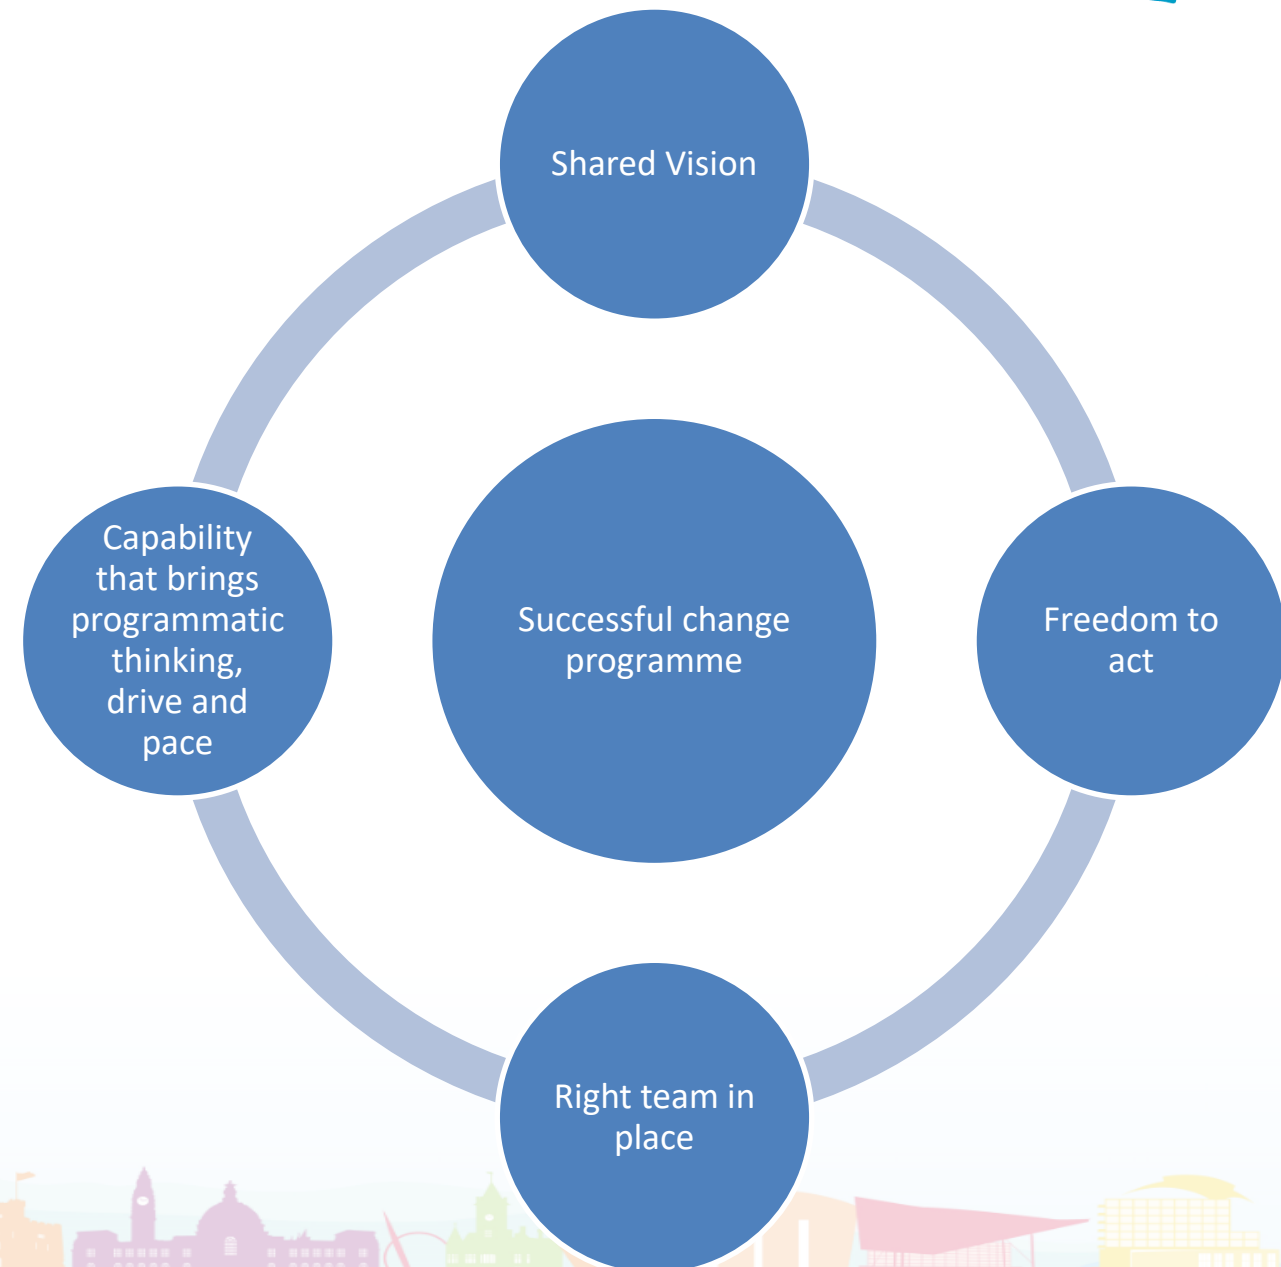 Shared Vision
Capability
that brings
programmatic
thinking,
drive and
pace
Successful change
programme
Freedom to
act
Right team in
place